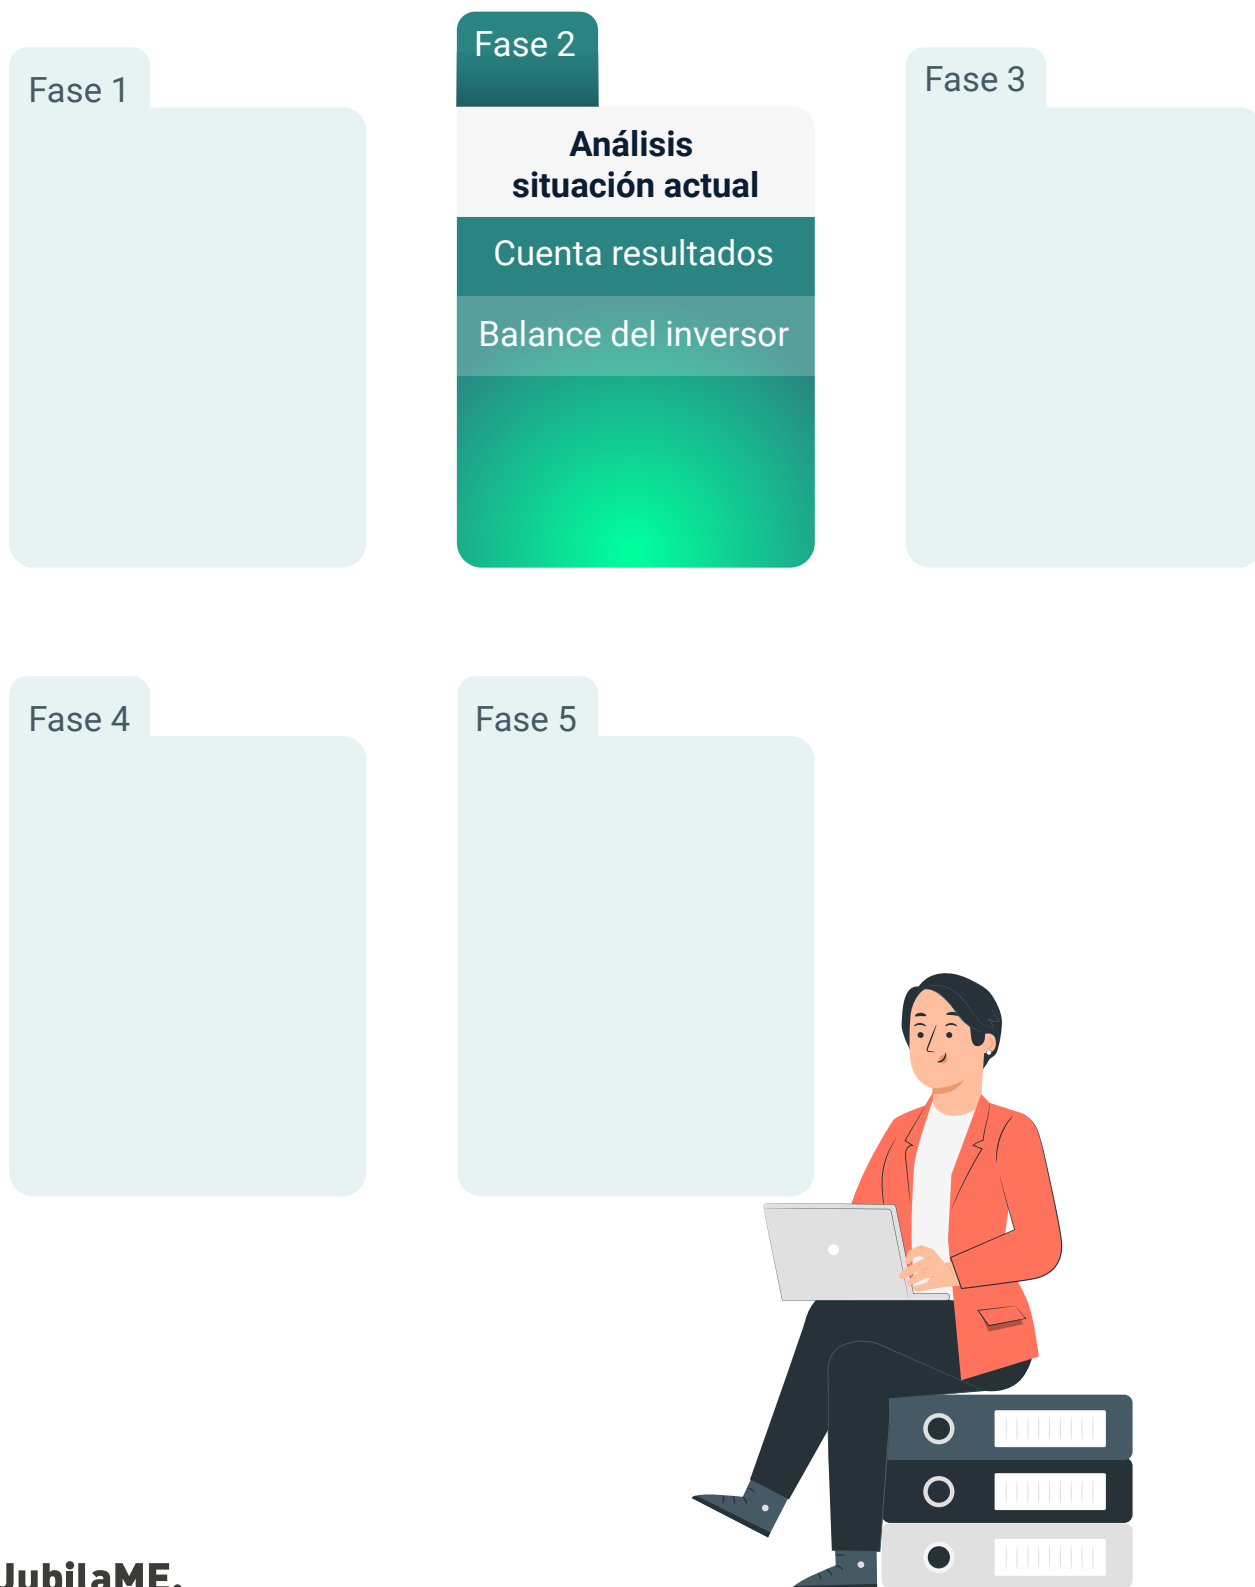 Fase 1
Fase 2
Fase 3
Análisis
situación actual
Cuenta resultados
Balance del inversor
Fase 4
Fase 5
JubilaME.